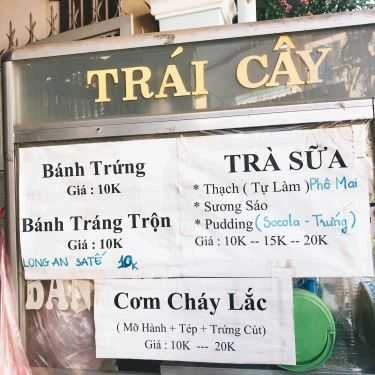 TRÁI CÂY
Bánh Trứng
Giá : 10K
Bánh Tráng Trộn
Giá : 10K
LONG AN SATẾ 10K
TRÀ SỮA
* Thạch ( Tự Làm ) Phô Mai
* Sương Sáo
* Pudding (Socola - Trứng)
Giá : 10K -- 15K -- 20K
Cơm Cháy Lắc
( Mỡ Hành + Tép + Trứng Cút)
Giá : 10K --- 20K